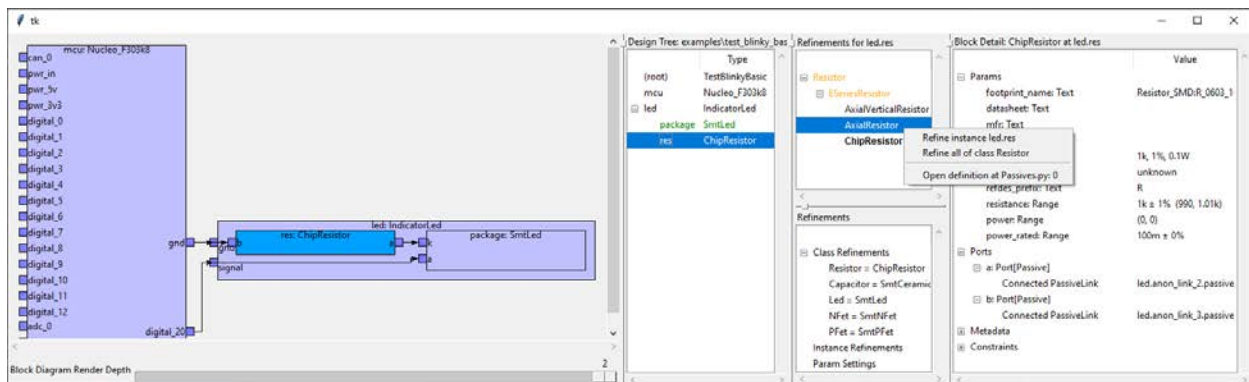 tk
mcu: Nucleo_F303k8
can_0
pwr_in
pwr_5v
pwr_3v3
digital_0
digital_1
digital_2
digital_3
digital_4
digital_5
digital_6
digital_7
digital_8
digital_9
digital_10
digital_11
digital_12
adc_0
gnd
digital_20
led: IndicatorLed
gnd
signal
res: ChipResistor
b
a
package: SmtLed
k
a
Block Diagram Render Depth
2
Design Tree: examples\test_blinky_bas
Type
(root) TestBlinkyBasic
mcu Nucleo_F303k8
led IndicatorLed
package SmtLed
res ChipResistor
Refinements for led.res
Resistor
ESeriesResistor
AxialVerticalResistor
AxialResistor
ChipResistor
Refine instance led.res
Refine all of class Resistor
Open definition at Passives.py: 0
Refinements
Class Refinements
Resistor = ChipResistor
Capacitor = SmtCeramic
Led = SmtLed
NFet = SmtNFet
PFet = SmtPFet
Instance Refinements
Param Settings
Block Detail: ChipResistor at led.res
Value
Params
footprint_name: Text Resistor_SMD:R_0603_1
datasheet: Text
mfr: Text
1k, 1%, 0.1W
unknown
refdes_prefix: Text R
resistance: Range 1k ± 1% (990, 1.01k)
power: Range (0, 0)
power_rated: Range 100m ± 0%
Ports
a: Port[Passive]
Connected PassiveLink led.anon_link_2.passive
b: Port[Passive]
Connected PassiveLink led.anon_link_3.passive
Metadata
Constraints